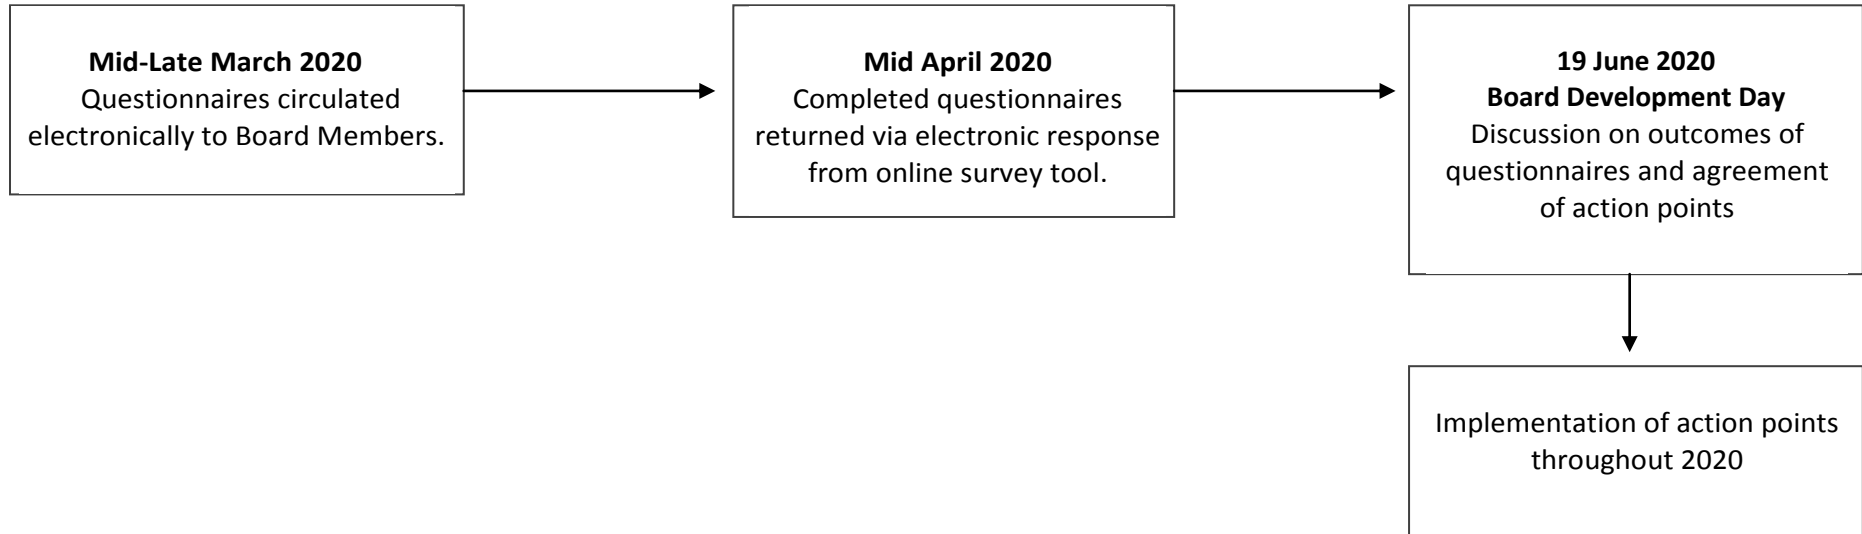 Mid-Late March 2020
Questionnaires circulated
electronically to Board Members.
Mid April 2020
Completed questionnaires
returned via electronic response
from online survey tool.
19 June 2020
Board Development Day
Discussion on outcomes of
questionnaires and agreement
of action points
Implementation of action points
throughout 2020